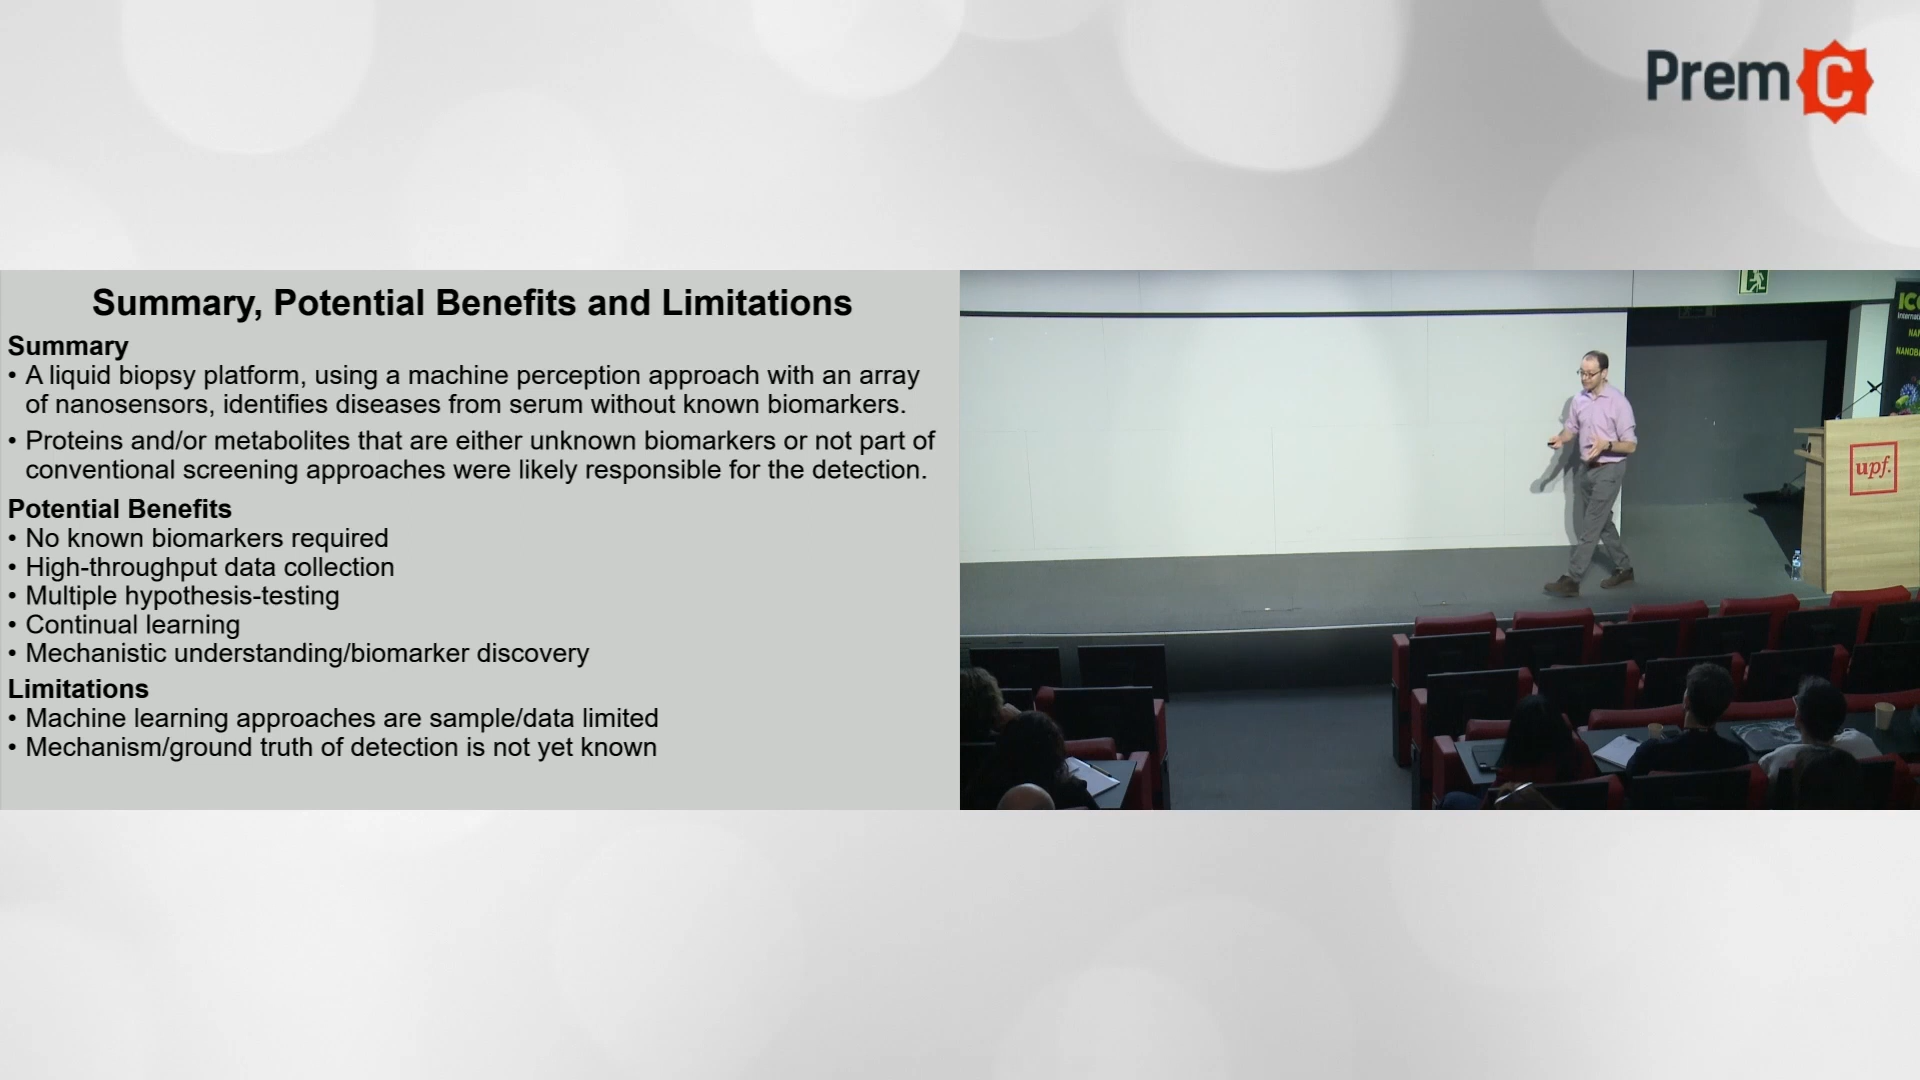 Prem C
Summary, Potential Benefits and Limitations
Summary
• A liquid biopsy platform, using a machine perception approach with an array
of nanosensors, identifies diseases from serum without known biomarkers.
• Proteins and/or metabolites that are either unknown biomarkers or not part of
conventional screening approaches were likely responsible for the detection.
Potential Benefits
• No known biomarkers required
• High-throughput data collection
• Multiple hypothesis-testing
• Continual learning
• Mechanistic understanding/biomarker discovery
Limitations
• Machine learning approaches are sample/data limited
• Mechanism/ground truth of detection is not yet known
IC
Internat
NA
NANOB
upf.